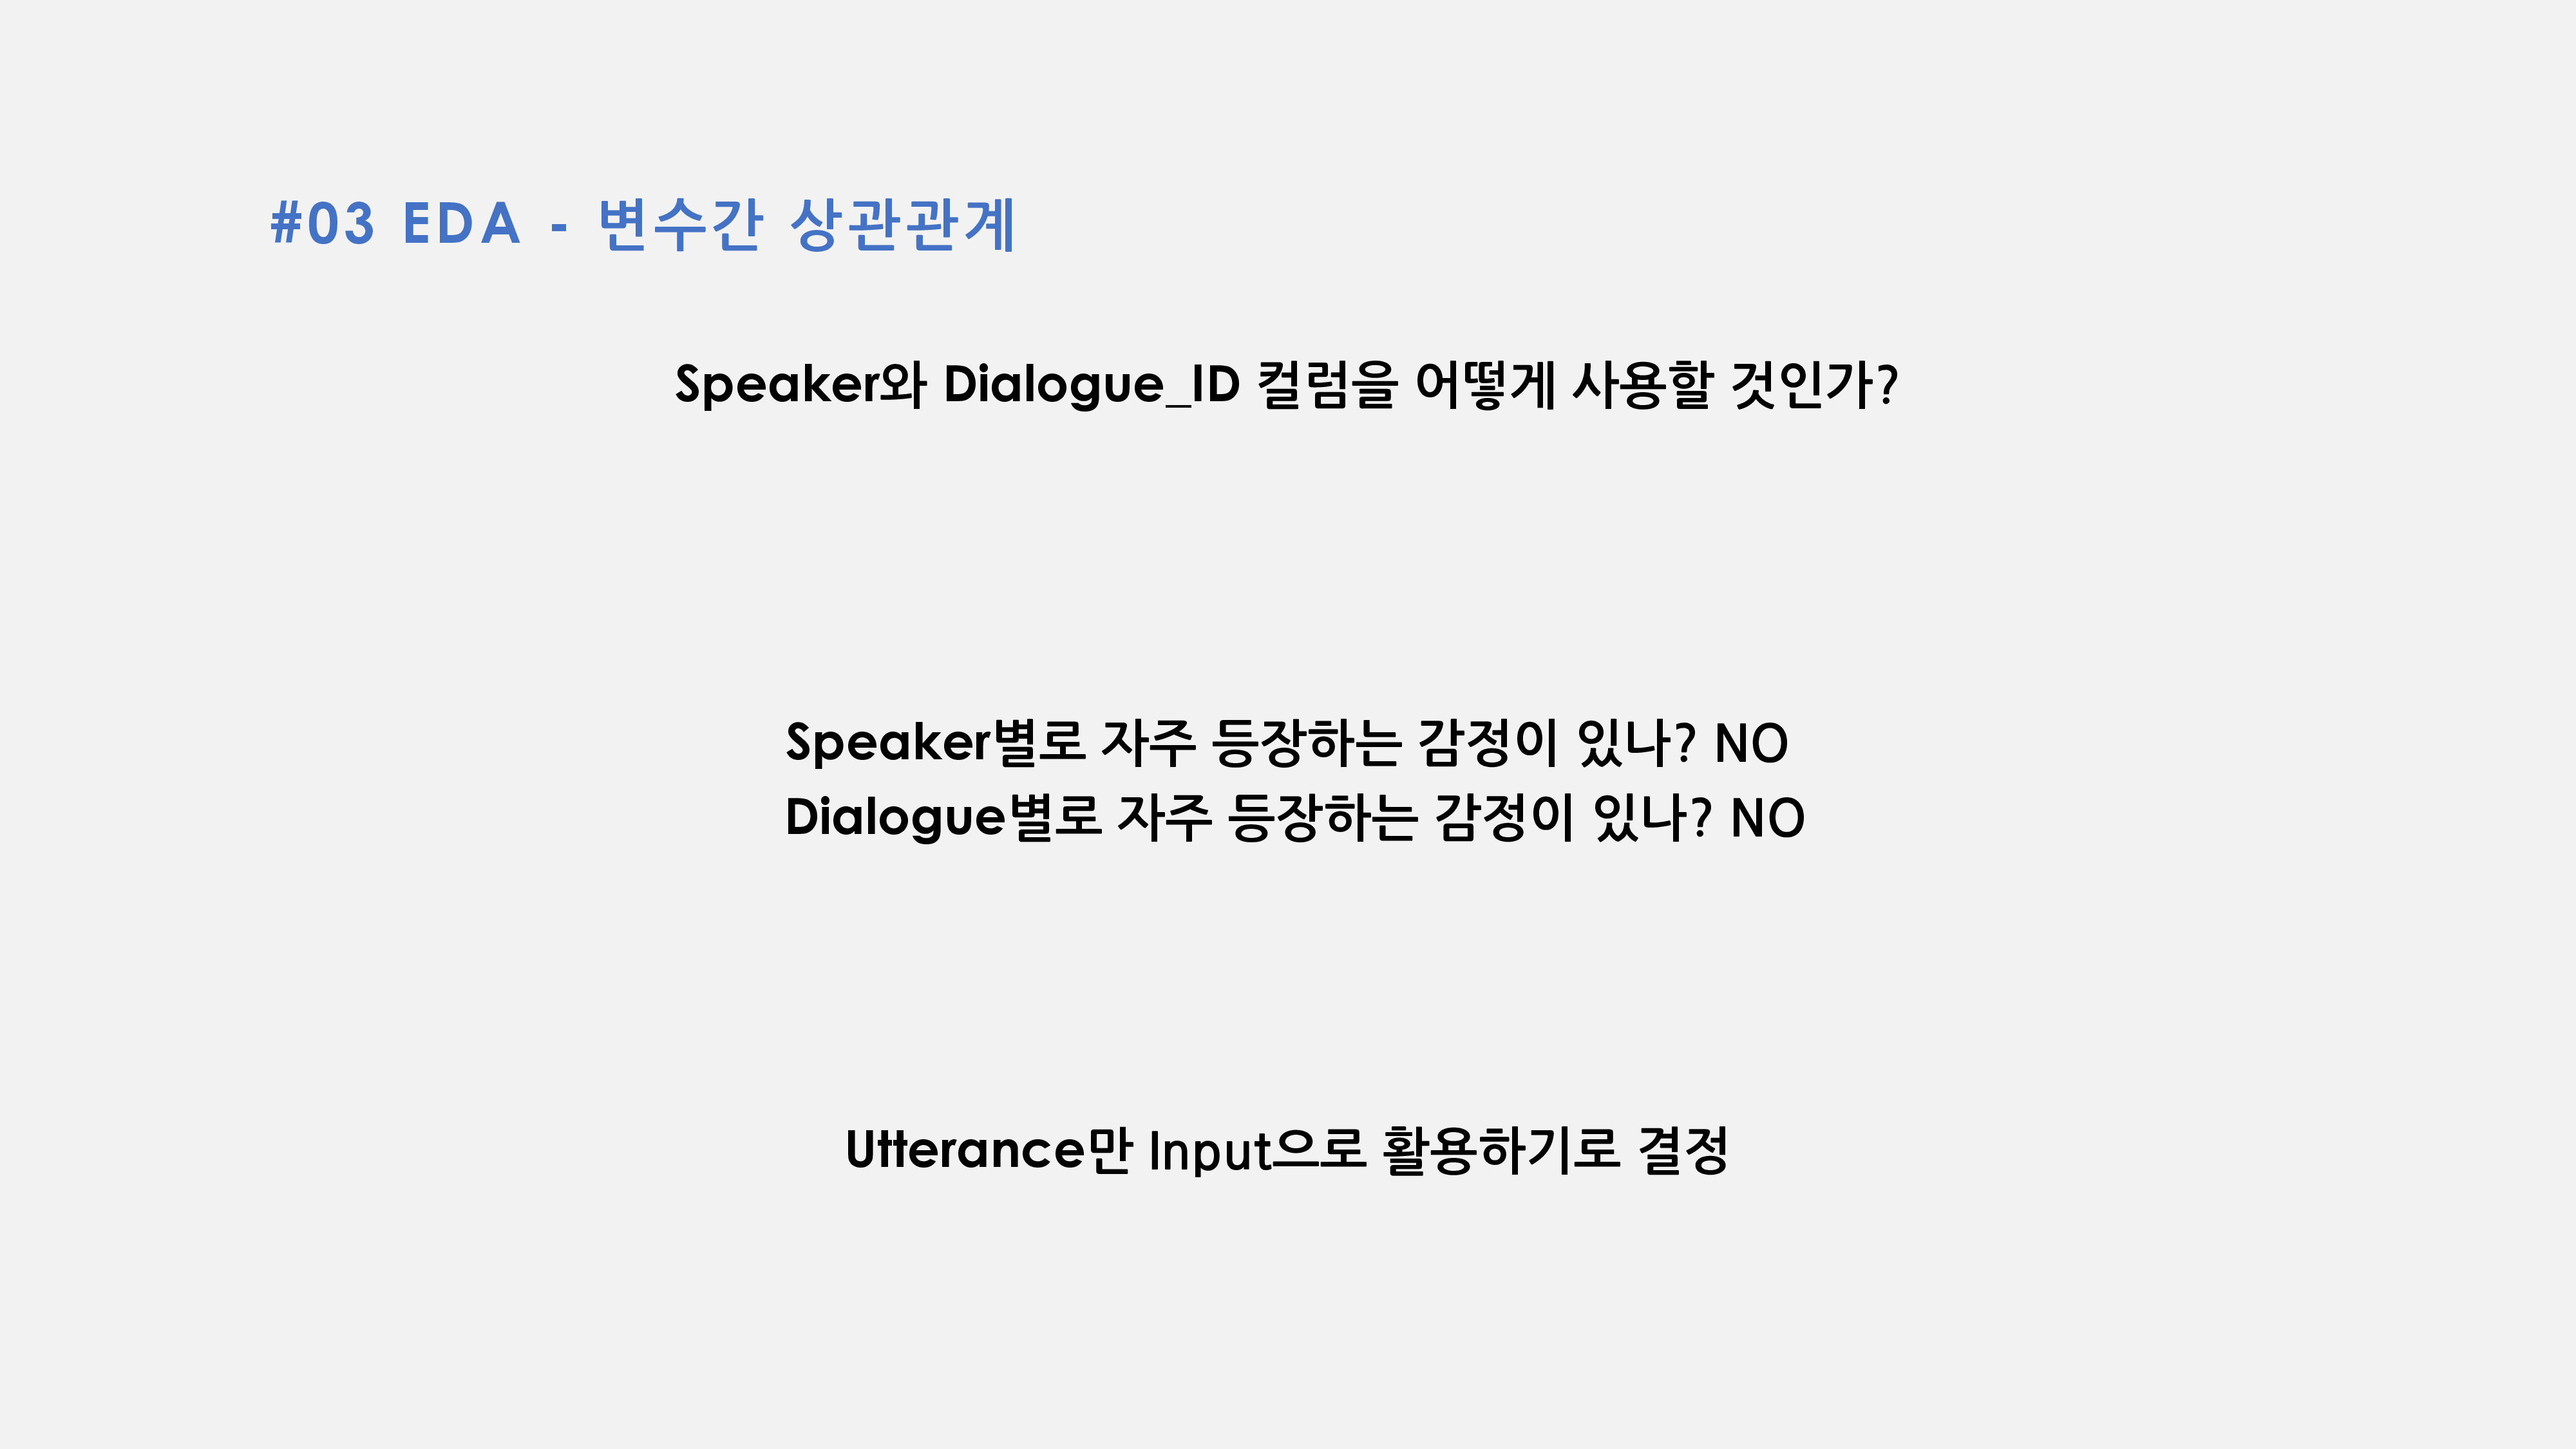 #03 EDA - 변수간 상관관계
Speaker와 Dialogue_ID 컬럼을 어떻게 사용할 것인가?
Speaker별로 자주 등장하는 감정이 있나? NO
Dialogue별로 자주 등장하는 감정이 있나? NO
Utterance만 Input으로 활용하기로 결정